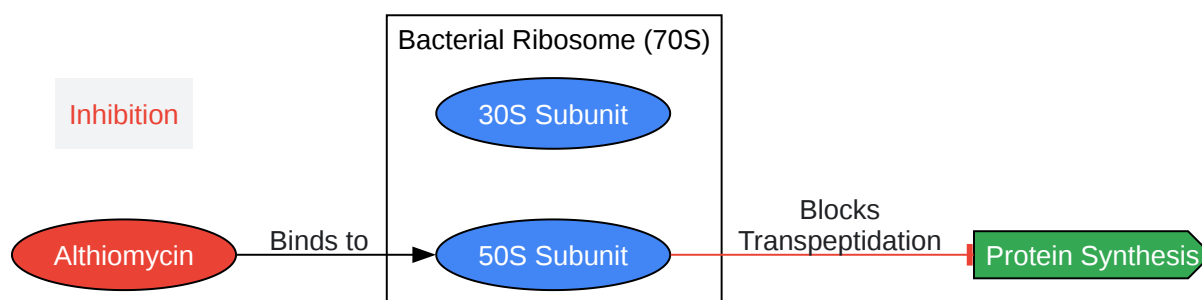 Bacterial Ribosome (70S)
Inhibition
30S Subunit
Althiomycin
Binds to
50S Subunit
Blocks
Transpeptidation
Protein Synthesis